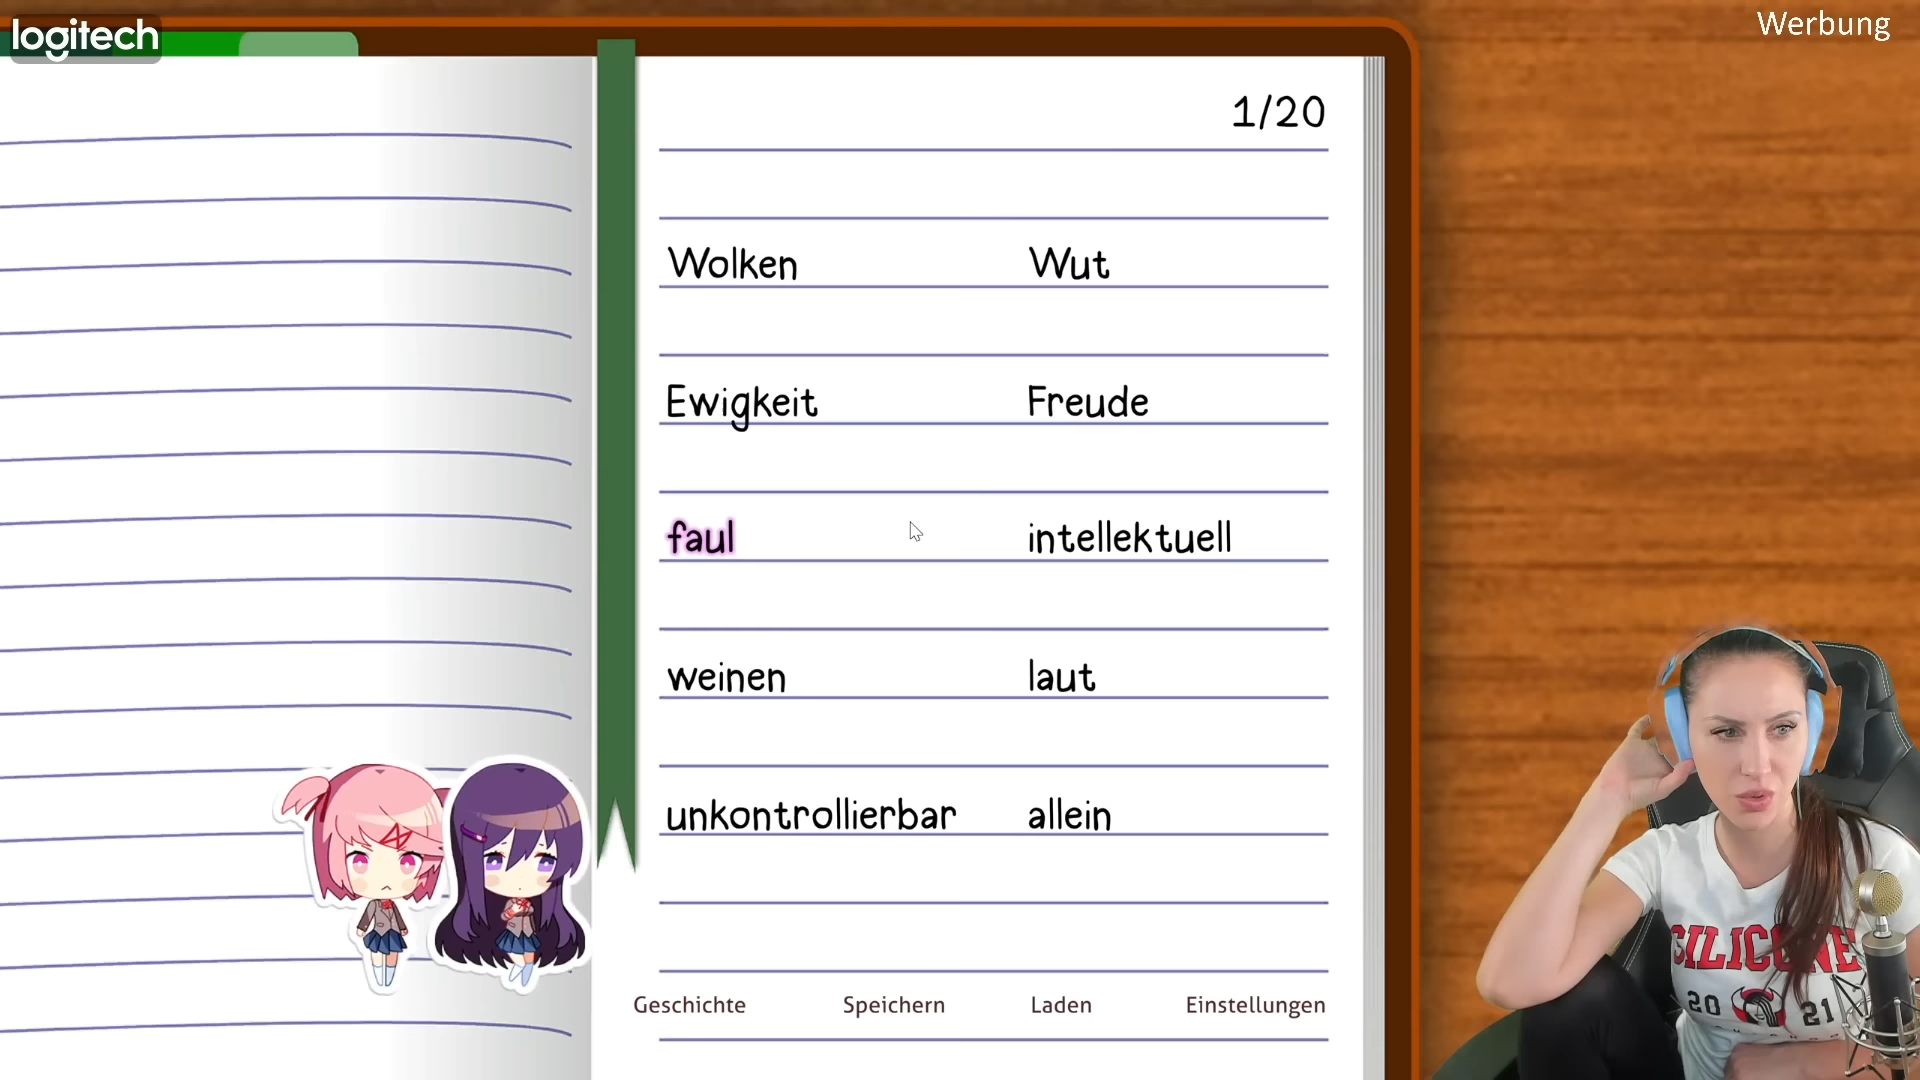 logitech
Werbung
1/20
Wolken Wut
Ewigkeit Freude
faul intellektuell
weinen laut
unkontrollierbar allein
Geschichte Speichern Laden Einstellungen
SILICONE
20 21